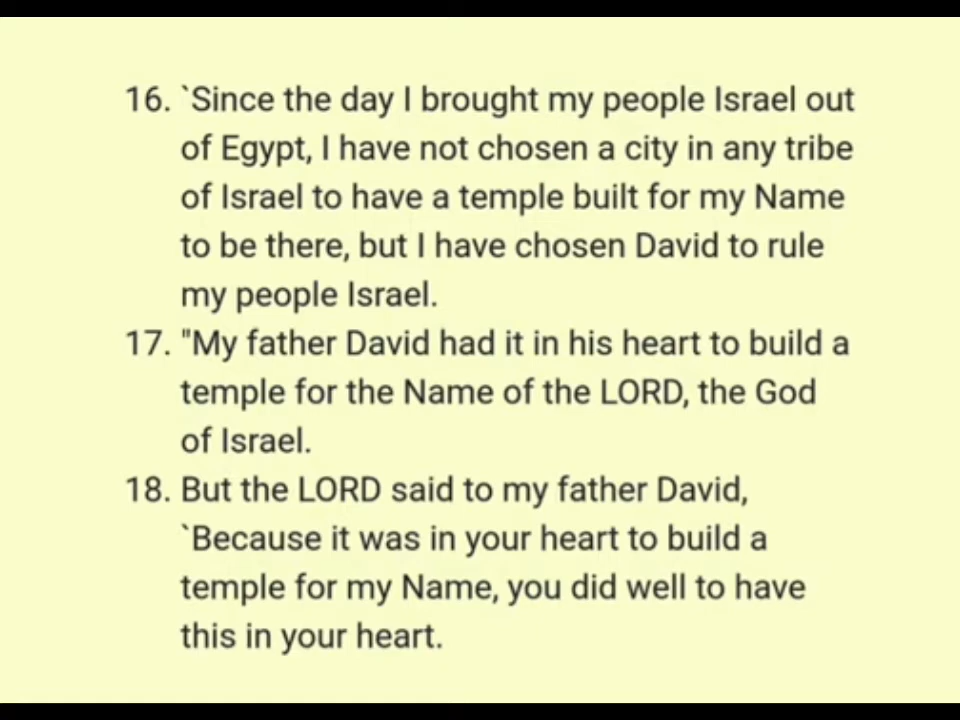 16. `Since the day I brought my people Israel out
of Egypt, I have not chosen a city in any tribe
of Israel to have a temple built for my Name
to be there, but I have chosen David to rule
my people Israel.
17. "My father David had it in his heart to build a
temple for the Name of the LORD, the God
of Israel.
18. But the LORD said to my father David,
`Because it was in your heart to build a
temple for my Name, you did well to have
this in your heart.